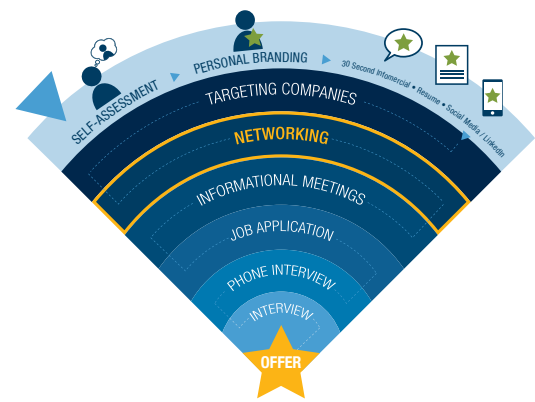 SELF-ASSESSMENT
PERSONAL BRANDING
30 Second Infomercial • Resume • Social Media / LinkedIn
TARGETING COMPANIES
NETWORKING
INFORMATIONAL MEETINGS
JOB APPLICATION
PHONE INTERVIEW
INTERVIEW
OFFER